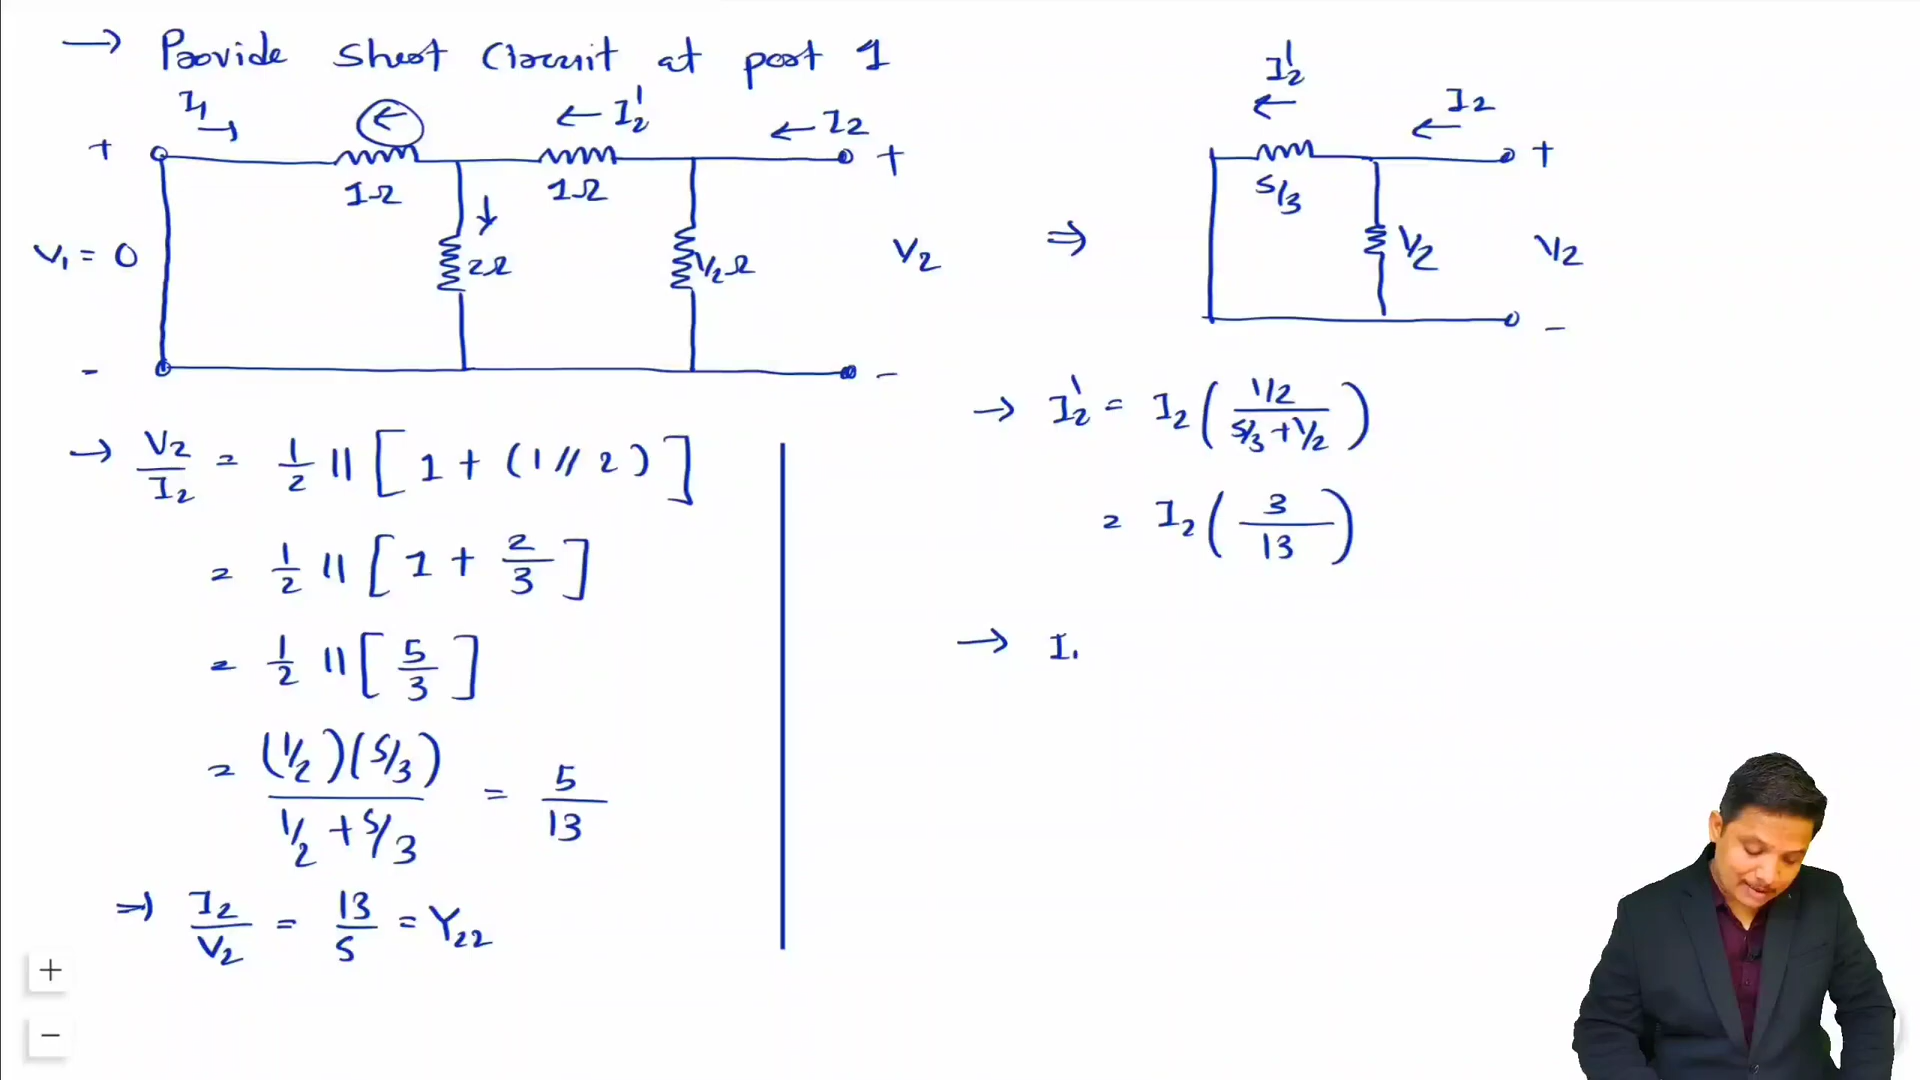 → Provide Short Circuit at port 1
I1 → ← ← I2' ← I2
+ 1Ω 1Ω +
V1 = 0 2Ω 1/2Ω V2
- -
→ V2/I2 = 1/2 || [1 + (1 // 2)]
= 1/2 || [1 + 2/3]
= 1/2 || [5/3]
= (1/2)(5/3) / (1/2 + 5/3) = 5/13
⇒ I2/V2 = 13/5 = Y22
⇒
I2' ← I2 ←
5/3 +
1/2 V2
-
→ I2' = I2 ( (1/2) / (5/3 + 1/2) )
= I2 ( 3/13 )
→ I.
+
−